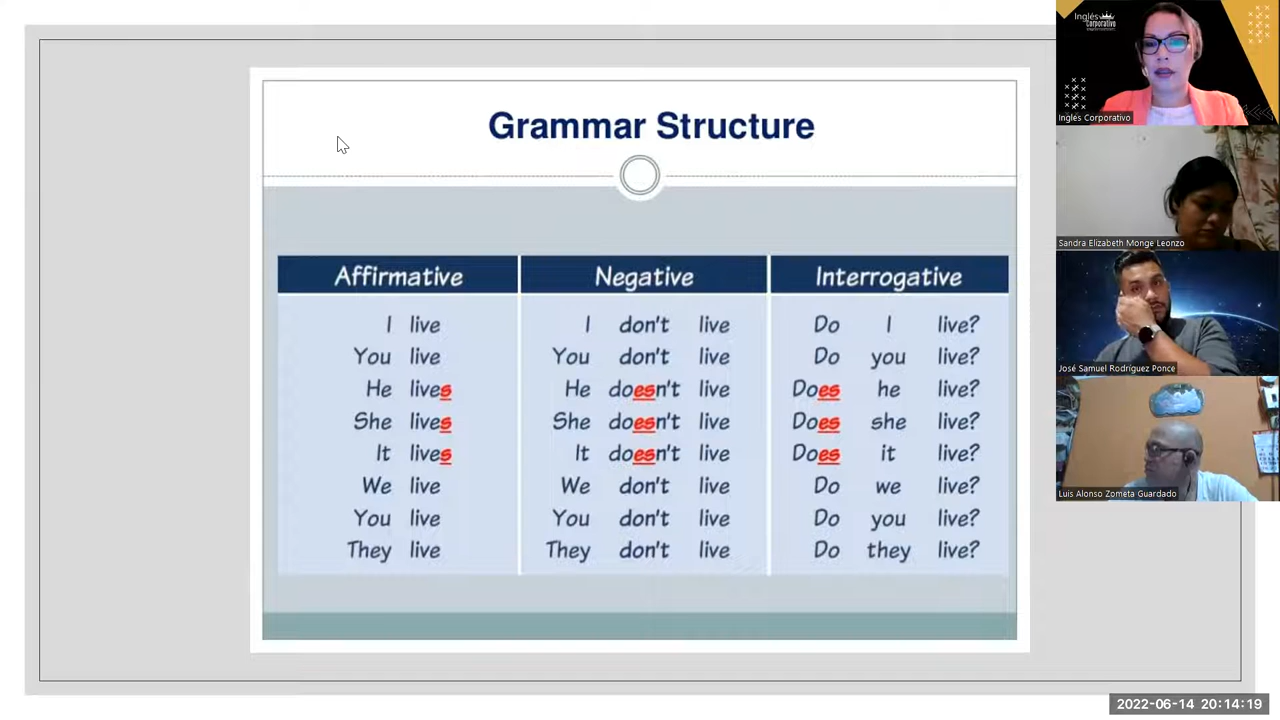 Grammar Structure
Affirmative Negative Interrogative
I live I don't live Do I live?
You live You don't live Do you live?
He lives He doesn't live Does he live?
She lives She doesn't live Does she live?
It lives It doesn't live Does it live?
We live We don't live Do we live?
You live You don't live Do you live?
They live They don't live Do they live?
Inglés
Corporativo
Inglés Corporativo
Sandra Elizabeth Monge Leonzo
José Samuel Rodríguez Ponce
Luis Alonso Zometa Guardado
2022-06-14 20:14:19